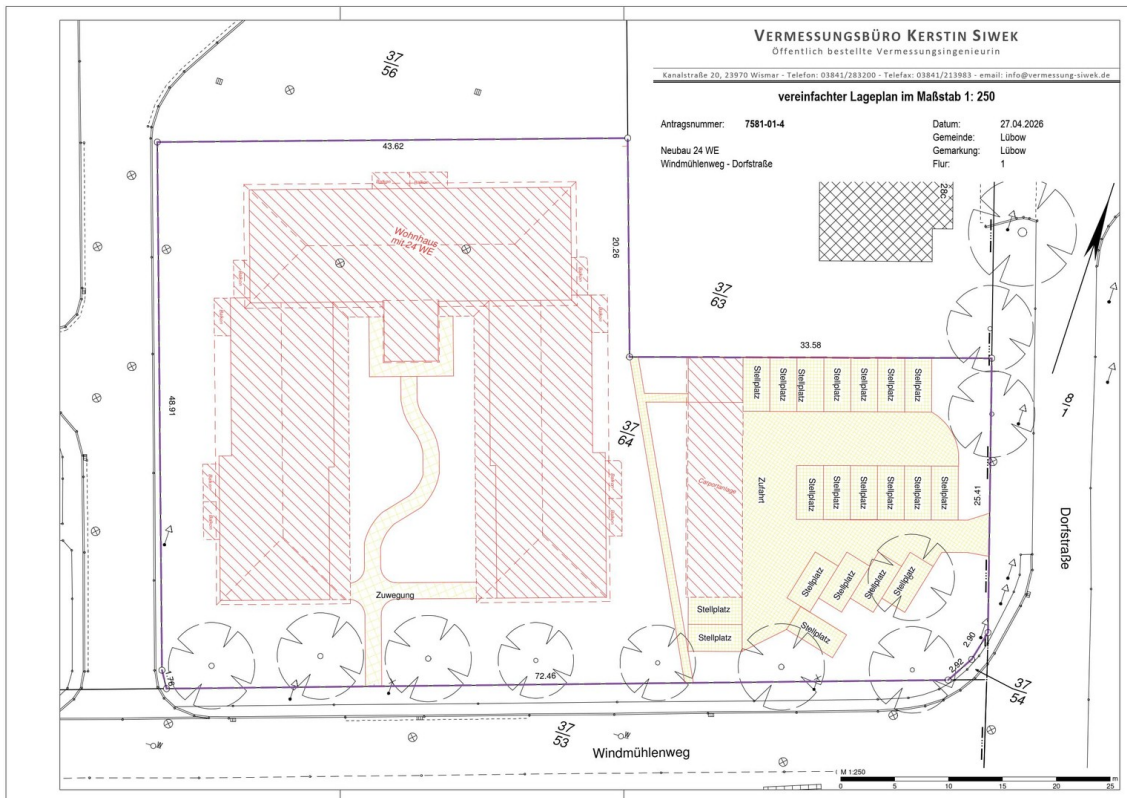 VERMESSUNGSBÜRO KERSTIN SIWEK
Öffentlich bestellte Vermessungsingenieurin
Kanalstraße 20, 23970 Wismar - Telefon: 03841/283200 - Telefax: 03841/213983 - email: info@vermessung-siwek.de
vereinfachter Lageplan im Maßstab 1: 250
Antragsnummer: 7581-01-4
Datum: 27.04.2026
Gemeinde: Lübow
Neubau 24 WE
Gemarkung: Lübow
Windmühlenweg - Dorfstraße
Flur: 1
37
56
43.62
28c
Wohnhaus
mit 24 WE
20.26
37
63
33.58
48.91
37
64
8
1
Stellplatz
Stellplatz
Stellplatz
Stellplatz
Stellplatz
Stellplatz
Stellplatz
Carportanlage
Zufahrt
Stellplatz
Stellplatz
Stellplatz
Stellplatz
Stellplatz
Stellplatz
25.41
Dorfstraße
Stellplatz
Stellplatz
Stellplatz
Stellplatz
Zuwegung
Stellplatz
Stellplatz
Stellplatz
2.90
2.92
1.76
72.46
37
54
37
53
Windmühlenweg
M 1:250
0 5 10 15 20 25 m